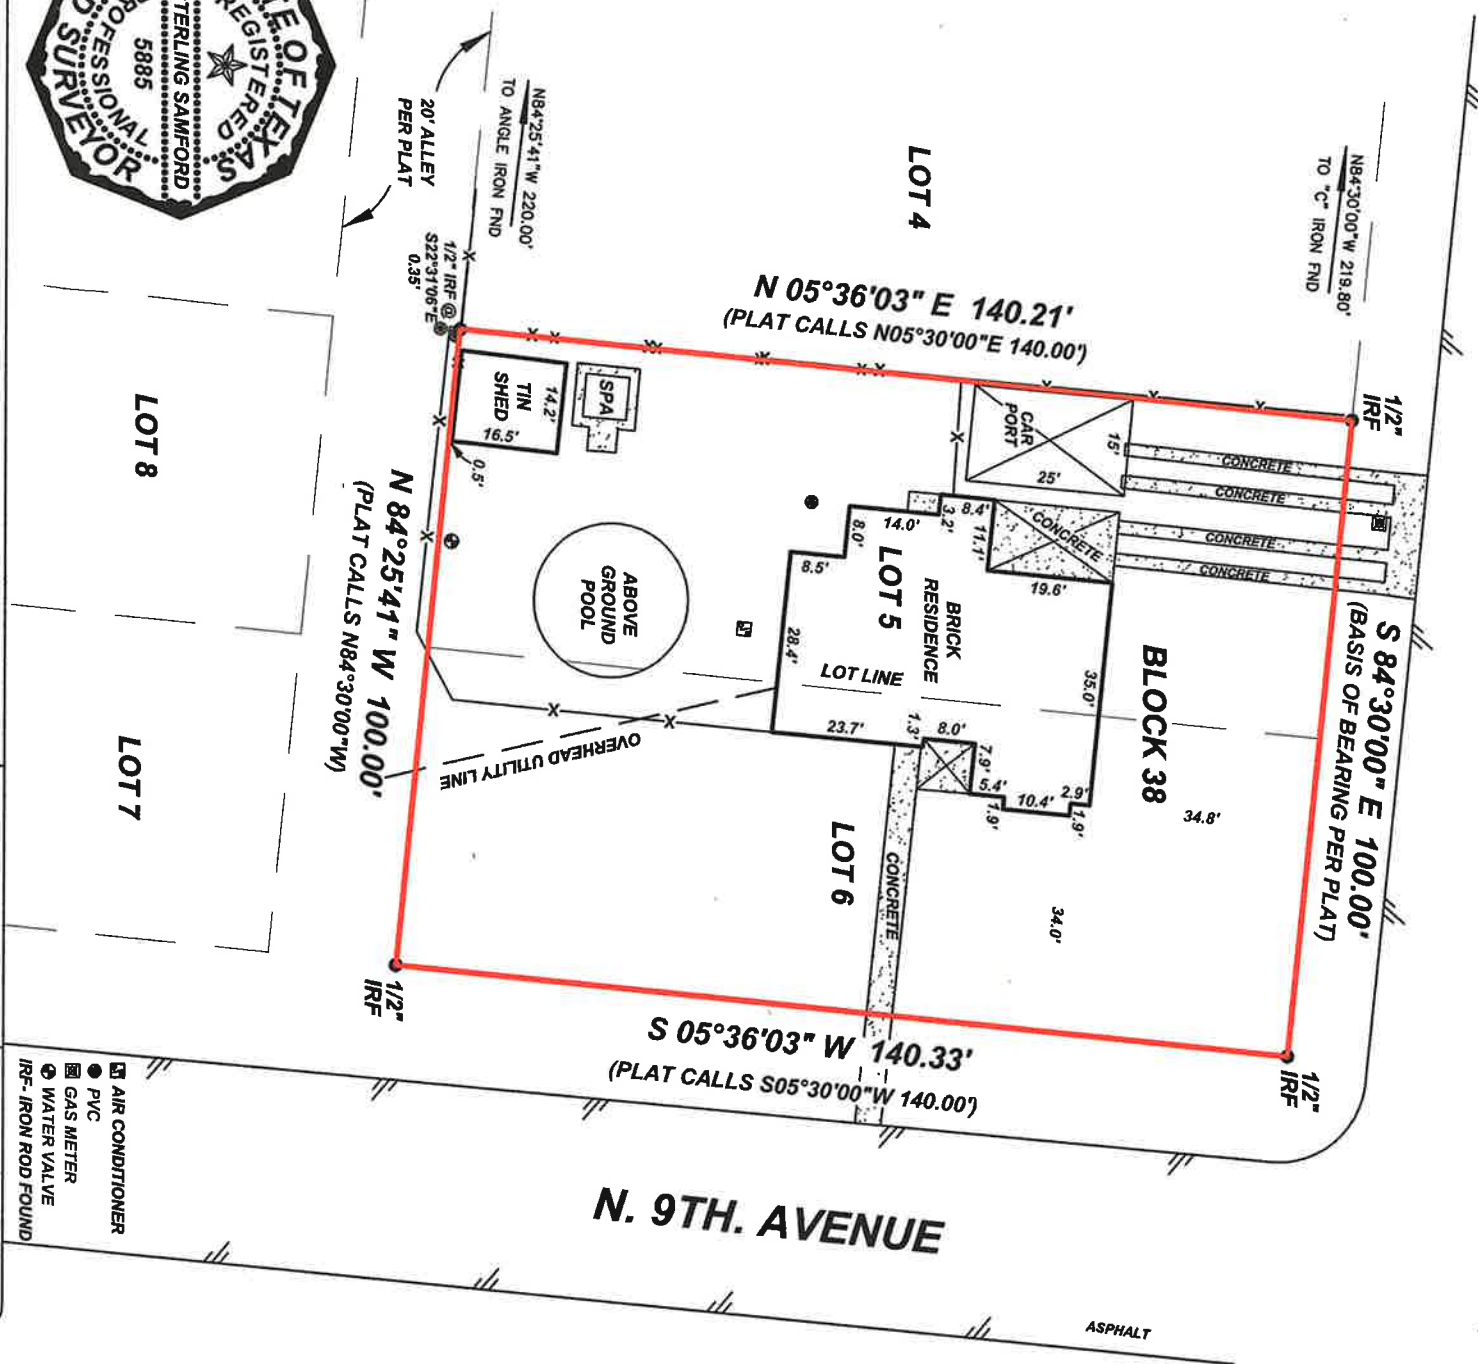 STATE OF TEXAS
REGISTERED
STERLING SAMFORD
5885
PROFESSIONAL
SURVEYOR
20' ALLEY
PER PLAT
N84°25'41"W 220.00'
TO ANGLE IRON FND
LOT 4
N84°30'00"W 219.80'
TO "C" IRON FND
1/2"
IRF
1/2" IRF @
S22°31'06"E
0.35'
N 05°36'03" E 140.21'
(PLAT CALLS N05°30'00"E 140.00')
S 84°30'00" E 100.00'
(BASIS OF BEARING PER PLAT)
CONCRETE
CONCRETE
CONCRETE
CONCRETE
CAR
PORT
15'
25'
CONCRETE
TIN
SHED
14.2'
16.5'
0.5'
SPA
ABOVE
GROUND
POOL
14.0'
3.2'
8.4'
11.1'
19.6'
8.0'
8.5'
28.4'
35.0'
23.7'
1.3'
8.0'
7.9'
5.4'
1.9'
10.4'
2.9'
1.9'
LOT 5
BRICK
RESIDENCE
LOT LINE
BLOCK 38
34.8'
34.0'
LOT 6
CONCRETE
OVERHEAD UTILITY LINE
N 84°25'41" W 100.00'
(PLAT CALLS N84°30'00"W)
LOT 8
LOT 7
1/2"
IRF
1/2"
IRF
S 05°36'03" W 140.33'
(PLAT CALLS S05°30'00"W 140.00')
N. 9TH. AVENUE
ASPHALT
AIR CONDITIONER
PVC
GAS METER
WATER VALVE
IRF- IRON ROD FOUND